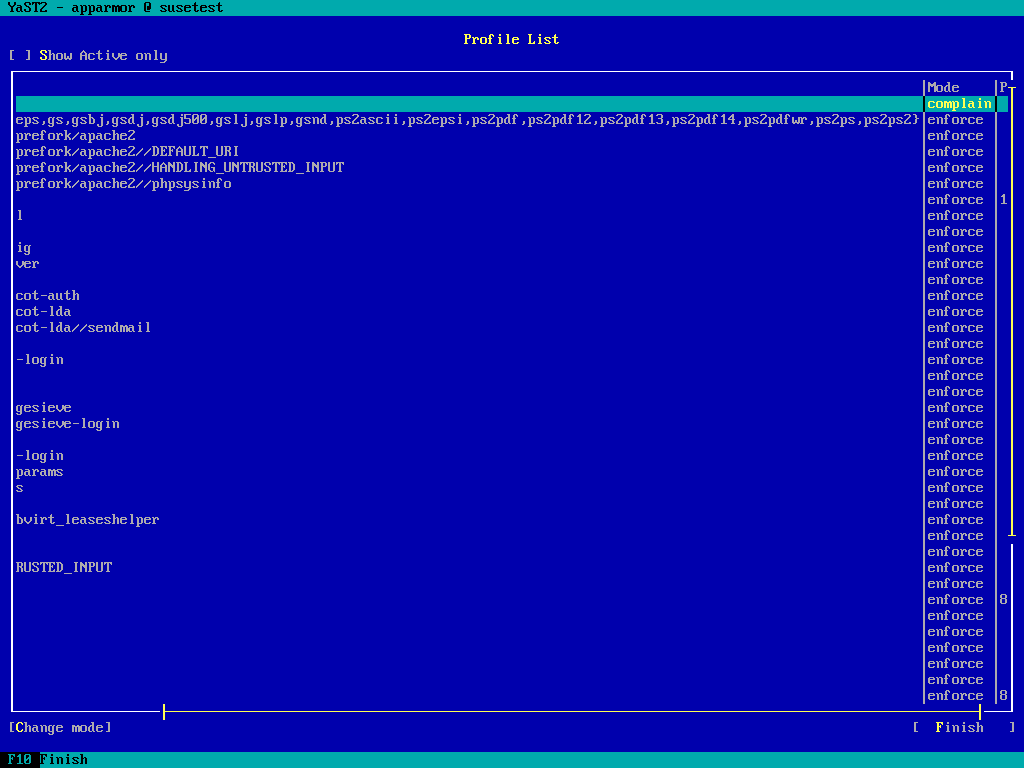 YaST2 - apparmor @ susetest
Profile List
[ ] Show Active only
Mode P
complain
eps,gs,gsbj,gsdj,gsdj500,gslj,gslp,gsnd,ps2ascii,ps2epsi,ps2pdf,ps2pdf12,ps2pdf13,ps2pdf14,ps2pdfwr,ps2ps,ps2ps2} enforce
prefork/apache2 enforce
prefork/apache2//DEFAULT_URI enforce
prefork/apache2//HANDLING_UNTRUSTED_INPUT enforce
prefork/apache2//phpsysinfo enforce
enforce 1
l enforce
enforce
ig enforce
ver enforce
enforce
cot-auth enforce
cot-lda enforce
cot-lda//sendmail enforce
enforce
-login enforce
enforce
enforce
gesieve enforce
gesieve-login enforce
enforce
-login enforce
params enforce
s enforce
enforce
bvirt_leaseshelper enforce
enforce
enforce
RUSTED_INPUT enforce
enforce
enforce 8
enforce
enforce
enforce
enforce
enforce
enforce 8
[Change mode] [ Finish ]
F10 Finish